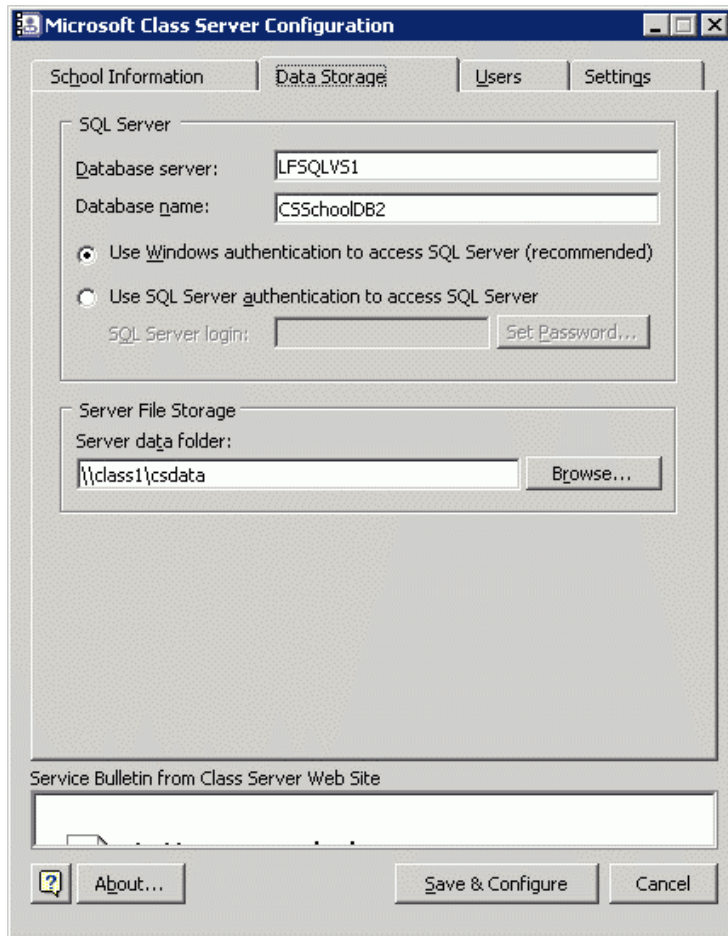 Microsoft Class Server Configuration
School Information Data Storage Users Settings
SQL Server
Database server: LFSQLVS1
Database name: CSSchoolDB2
Use Windows authentication to access SQL Server (recommended)
Use SQL Server authentication to access SQL Server
SQL Server login: Set Password...
Server File Storage
Server data folder:
\\class1\csdata Browse...
Service Bulletin from Class Server Web Site
? About... Save & Configure Cancel